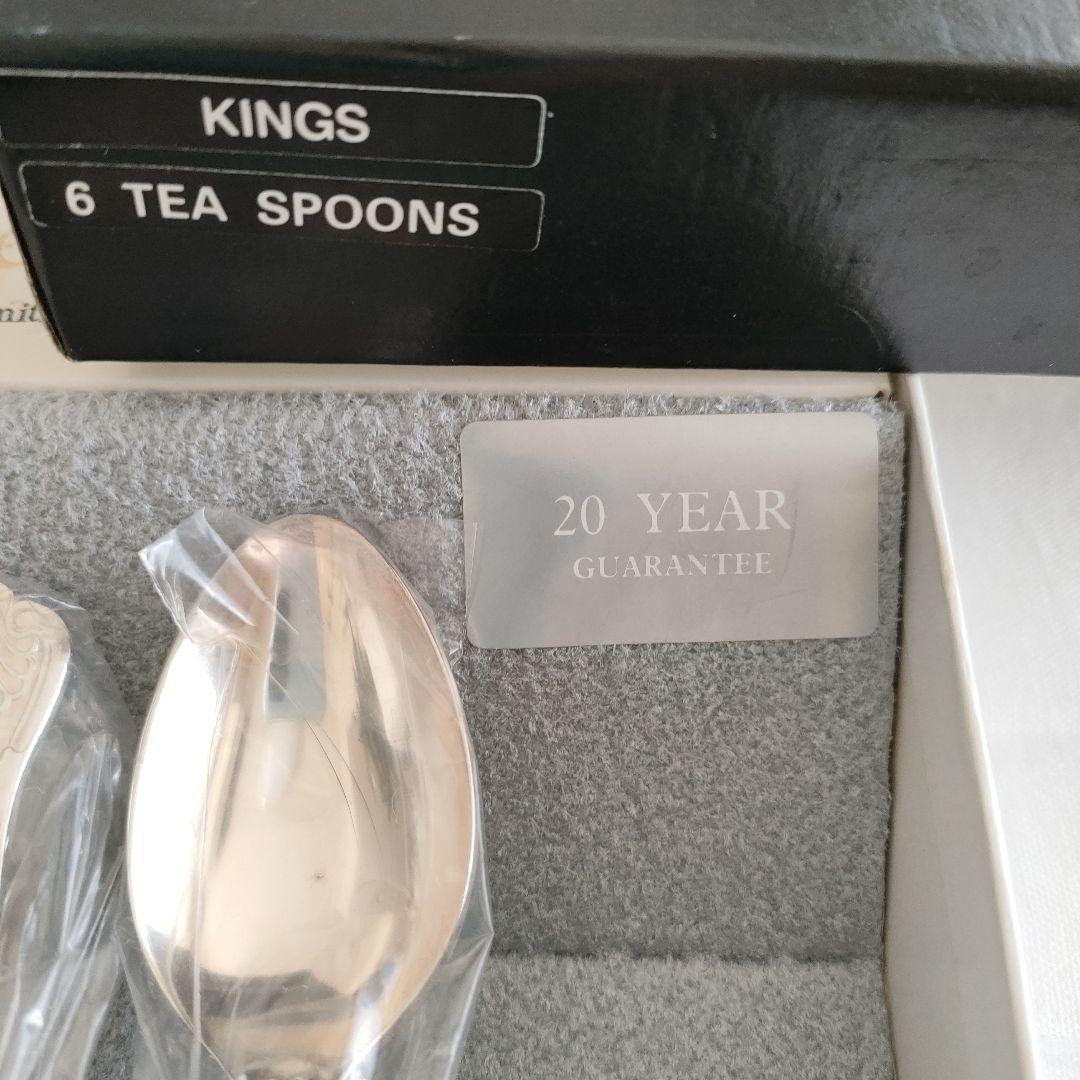 KINGS
6 TEA SPOONS
20 YEAR
GUARANTEE